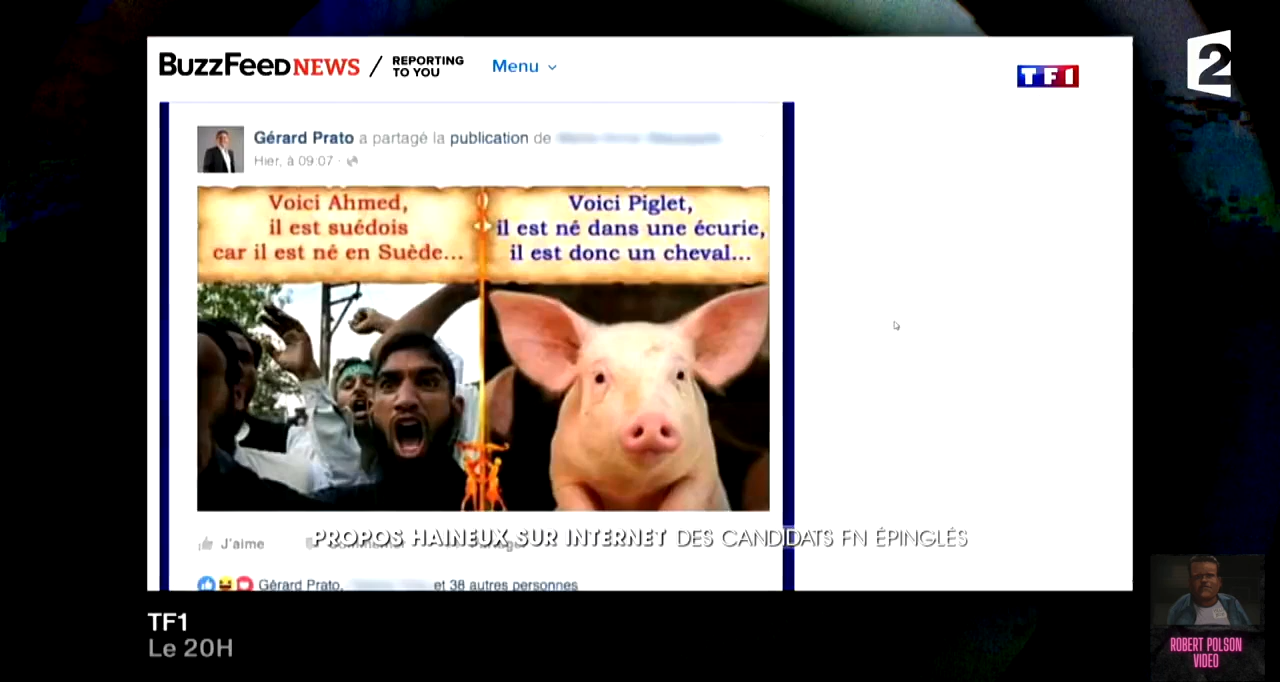 BUZZFEED NEWS / REPORTING TO YOU
Menu
TF1
2
Gérard Prato a partagé la publication de
Hier, à 09:07
Voici Ahmed,
il est suédois
car il est né en Suède...
Voici Piglet,
il est né dans une écurie,
il est donc un cheval...
J'aime
PROPOS HAINEUX SUR INTERNET DES CANDIDATS FN ÉPINGLÉS
Gérard Prato, et 38 autres personnes
TF1
Le 20H
ROBERT POLSON
VIDEO